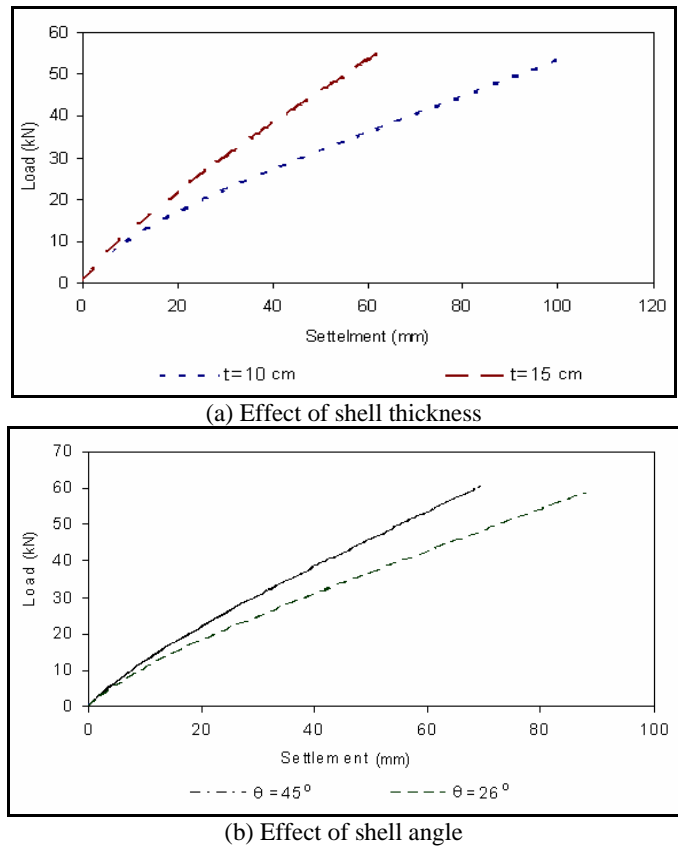 60
50
40
30
20
10
0
Load (kN)
0 20 40 60 80 100 120
Settelment (mm)
t=10 cm t=15 cm
(a) Effect of shell thickness
70
60
50
40
30
20
10
0
Load (kN)
0 20 40 60 80 100
Settlement (mm)
θ =45° θ =26°
(b) Effect of shell angle